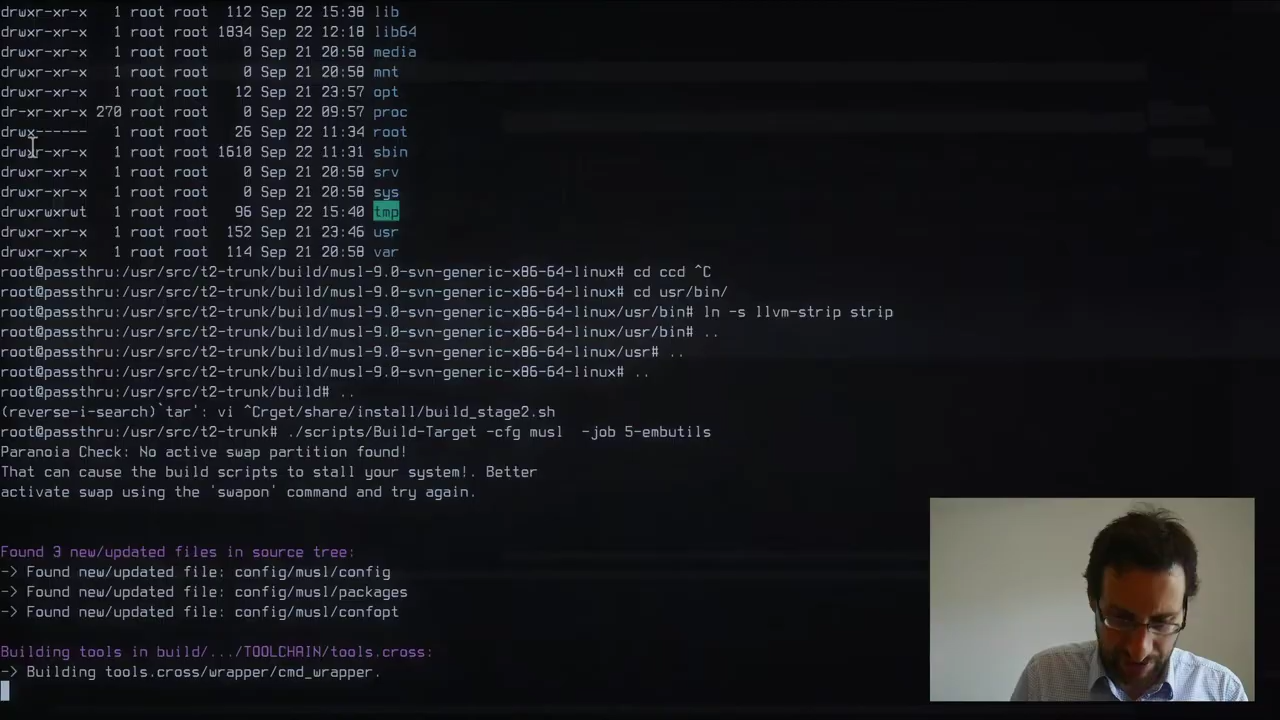 drwxr-xr-x 1 root root 112 Sep 22 15:38 lib
drwxr-xr-x 1 root root 1834 Sep 22 12:18 lib64
drwxr-xr-x 1 root root 0 Sep 21 20:58 media
drwxr-xr-x 1 root root 0 Sep 21 20:58 mnt
drwxr-xr-x 1 root root 12 Sep 21 23:57 opt
dr-xr-xr-x 270 root root 0 Sep 22 09:57 proc
drwx------ 1 root root 26 Sep 22 11:34 root
drwxr-xr-x 1 root root 1610 Sep 22 11:31 sbin
drwxr-xr-x 1 root root 0 Sep 21 20:58 srv
drwxr-xr-x 1 root root 0 Sep 21 20:58 sys
drwxrwxrwt 1 root root 96 Sep 22 15:40 tmp
drwxr-xr-x 1 root root 152 Sep 21 23:46 usr
drwxr-xr-x 1 root root 114 Sep 21 20:58 var
root@passthru:/usr/src/t2-trunk/build/musl-9.0-svn-generic-x86-64-linux# cd ccd ^C
root@passthru:/usr/src/t2-trunk/build/musl-9.0-svn-generic-x86-64-linux# cd usr/bin/
root@passthru:/usr/src/t2-trunk/build/musl-9.0-svn-generic-x86-64-linux/usr/bin# ln -s llvm-strip strip
root@passthru:/usr/src/t2-trunk/build/musl-9.0-svn-generic-x86-64-linux/usr/bin# ..
root@passthru:/usr/src/t2-trunk/build/musl-9.0-svn-generic-x86-64-linux/usr# ..
root@passthru:/usr/src/t2-trunk/build/musl-9.0-svn-generic-x86-64-linux# ..
root@passthru:/usr/src/t2-trunk/build# ..
(reverse-i-search)`tar': vi ^Crget/share/install/build_stage2.sh
root@passthru:/usr/src/t2-trunk# ./scripts/Build-Target -cfg musl  -job 5-embutils
Paranoia Check: No active swap partition found!
That can cause the build scripts to stall your system!. Better
activate swap using the 'swapon' command and try again.
Found 3 new/updated files in source tree:
-> Found new/updated file: config/musl/config
-> Found new/updated file: config/musl/packages
-> Found new/updated file: config/musl/confopt
Building tools in build/.../TOOLCHAIN/tools.cross:
-> Building tools.cross/wrapper/cmd_wrapper.